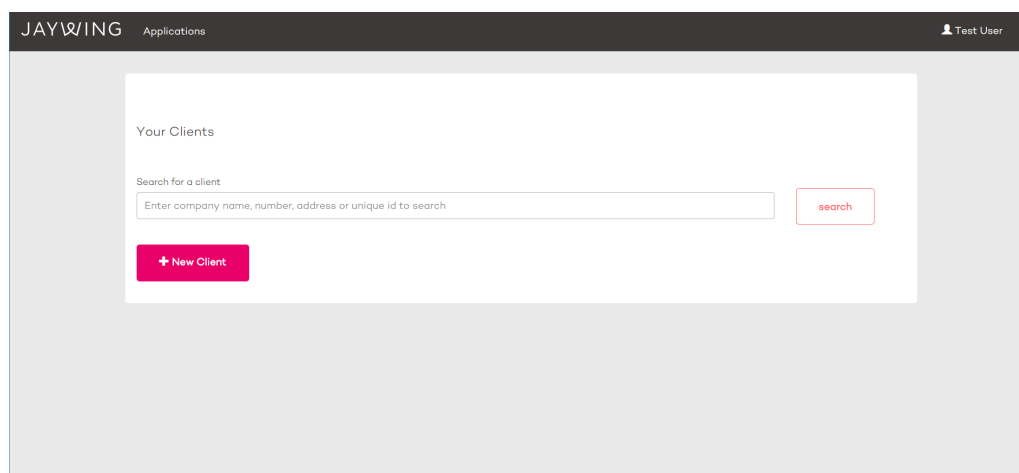 JAYWING Applications Test User
Your Clients
Search for a client
Enter company name, number, address or unique id to search
search
New Client